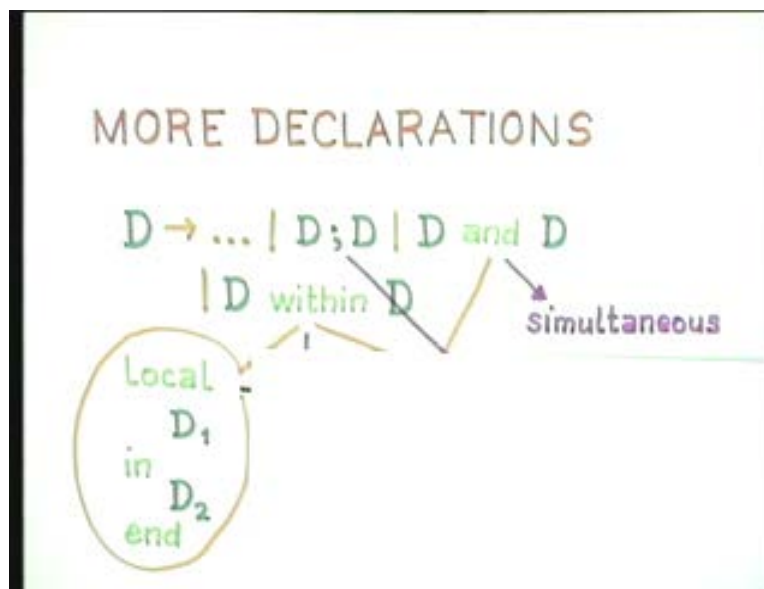 MORE DECLARATIONS
D → ... | D ; D | D and D
| D within D
simultaneous
local
D₁
in
D₂
end